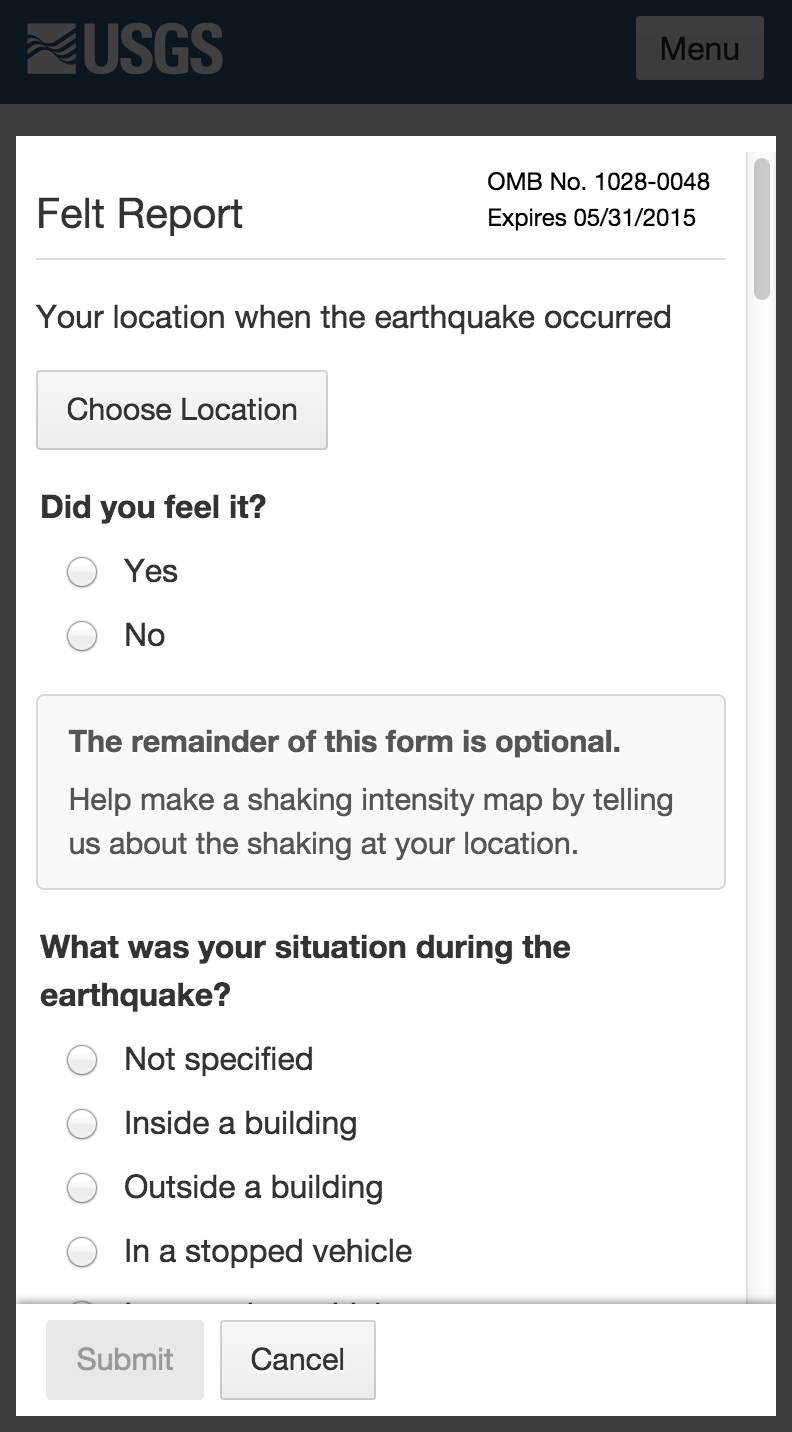 USGS
Menu
Felt Report
OMB No. 1028-0048
Expires 05/31/2015
Your location when the earthquake occurred
Choose Location
Did you feel it?
Yes
No
The remainder of this form is optional.
Help make a shaking intensity map by telling
us about the shaking at your location.
What was your situation during the
earthquake?
Not specified
Inside a building
Outside a building
In a stopped vehicle
Submit
Cancel